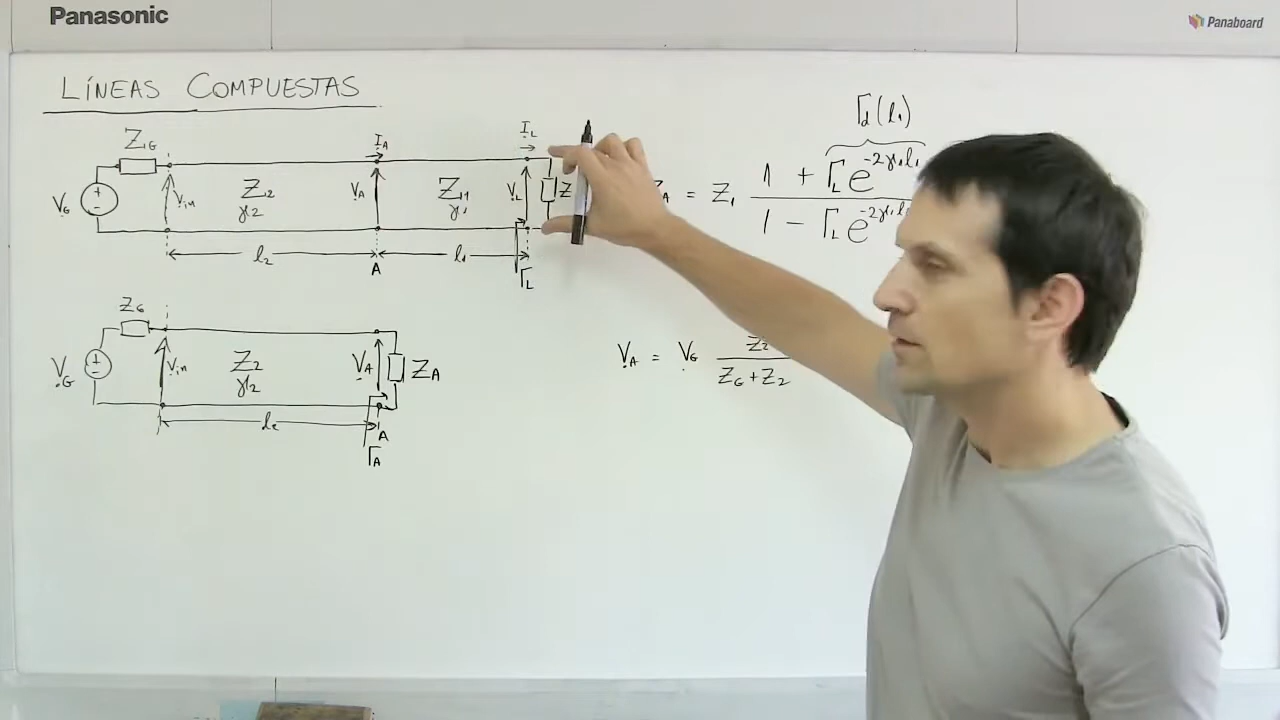 Panasonic
Panaboard
LÍNEAS COMPUESTAS
Z_G
V_G
V_in
Z_2
γ_2
I_A
V_A
Z_1
γ_1
I_L
V_L
Z
l_2
A
l_1
Γ_L
Γ_d(l_1)
_A = Z_1 (1 + Γ_L e^{-2γ_1 l_1}) / (1 - Γ_L e^{-2γ_1 l_1})
Z_G
V_G
V_in
Z_2
γ_2
V_A
Z_A
l_2
A
Γ_A
V_A = V_G Z_2 / (Z_G + Z_2)